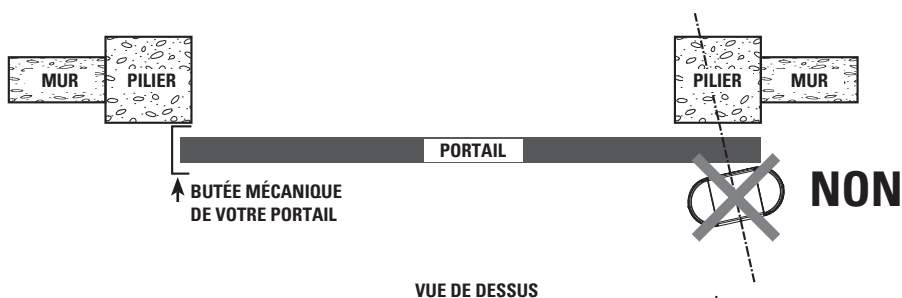 MUR PILIER PILIER MUR
PORTAIL
BUTÉE MÉCANIQUE
DE VOTRE PORTAIL
NON
VUE DE DESSUS